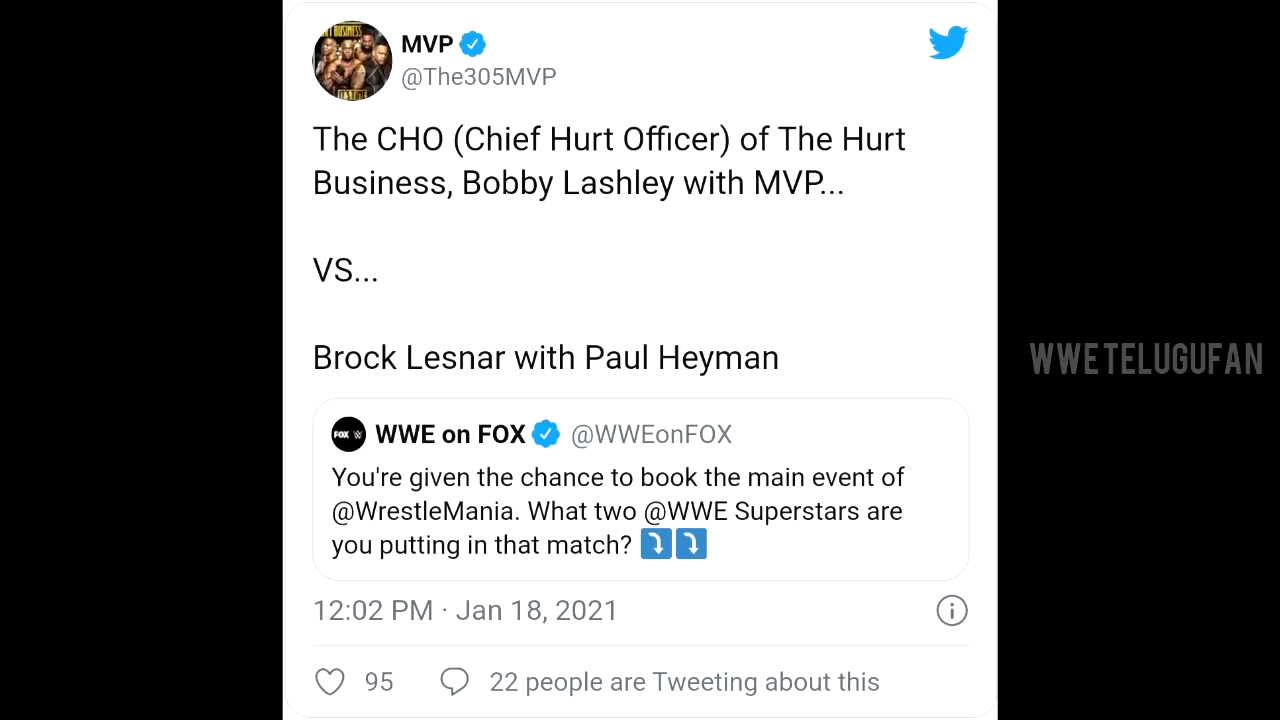 MVP
@The305MVP
The CHO (Chief Hurt Officer) of The Hurt
Business, Bobby Lashley with MVP...
VS...
Brock Lesnar with Paul Heyman
FOX
WWE on FOX @WWEonFOX
You're given the chance to book the main event of
@WrestleMania. What two @WWE Superstars are
you putting in that match? ⤵️⤵️
12:02 PM · Jan 18, 2021
95 22 people are Tweeting about this
WWETELUGUFAN